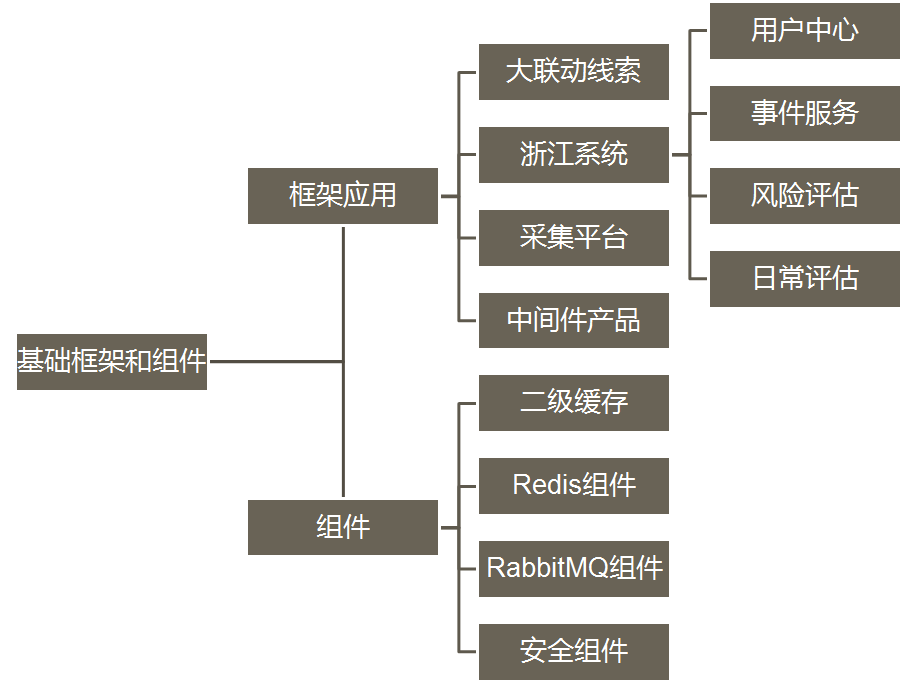 基础框架和组件
框架应用
大联动线索
浙江系统
用户中心
事件服务
风险评估
日常评估
采集平台
中间件产品
组件
二级缓存
Redis组件
RabbitMQ组件
安全组件